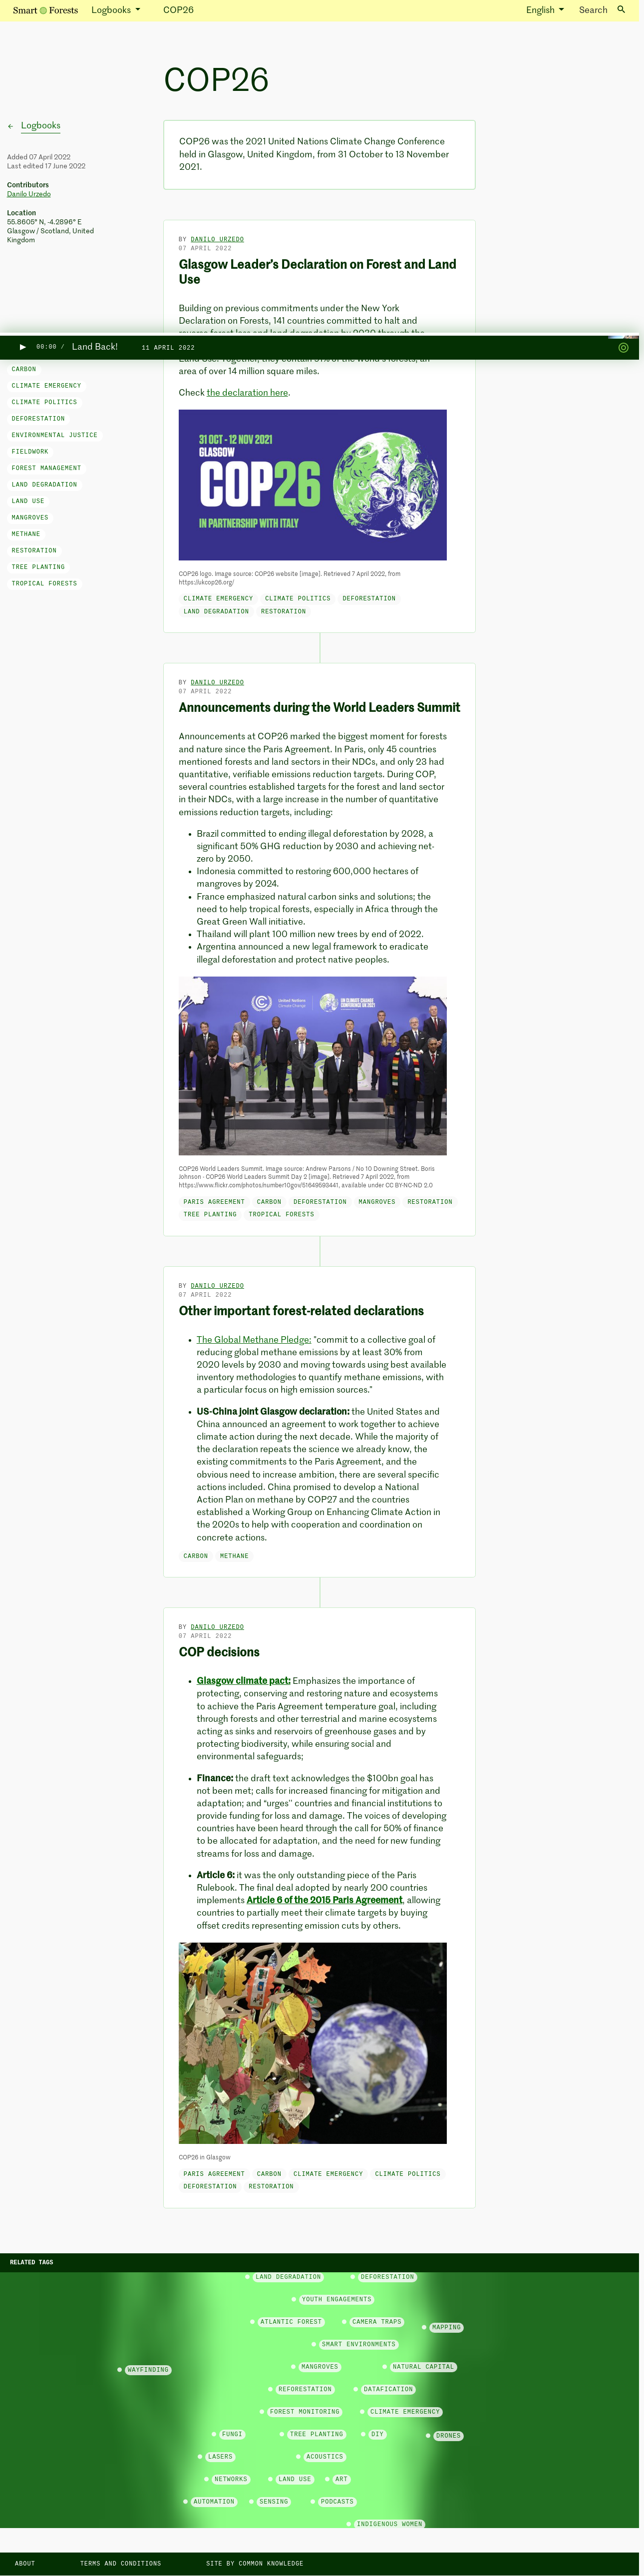 Smart Forests
Logbooks
COP26
English
Search
COP26
Logbooks
Added 07 April 2022
Last edited 17 June 2022
Contributors
Danilo Urzedo
Location
55.8605° N, -4.2896° E
Glasgow / Scotland, United
Kingdom
COP26 was the 2021 United Nations Climate Change Conference
held in Glasgow, United Kingdom, from 31 October to 13 November
2021.
BY DANILO URZEDO
07 APRIL 2022
Glasgow Leader's Declaration on Forest and Land
Use
Building on previous commitments under the New York
Declaration on Forests, 141 countries committed to halt and
00:00 /
Land Back!
11 APRIL 2022
area of over 14 million square miles.
Check the declaration here.
CARBON
CLIMATE EMERGENCY
CLIMATE POLITICS
DEFORESTATION
ENVIRONMENTAL JUSTICE
FIELDWORK
FOREST MANAGEMENT
LAND DEGRADATION
LAND USE
MANGROVES
METHANE
RESTORATION
TREE PLANTING
TROPICAL FORESTS
31 OCT - 12 NOV 2021
GLASGOW
COP26
IN PARTNERSHIP WITH ITALY
COP26 logo. Image source: COP26 website [image]. Retrieved 7 April 2022, from
https://ukcop26.org/
CLIMATE EMERGENCY CLIMATE POLITICS DEFORESTATION
LAND DEGRADATION RESTORATION
BY DANILO URZEDO
07 APRIL 2022
Announcements during the World Leaders Summit
Announcements at COP26 marked the biggest moment for forests
and nature since the Paris Agreement. In Paris, only 45 countries
mentioned forests and land sectors in their NDCs, and only 23 had
quantitative, verifiable emissions reduction targets. During COP,
several countries established targets for the forest and land sector
in their NDCs, with a large increase in the number of quantitative
emissions reduction targets, including:
Brazil committed to ending illegal deforestation by 2028, a
significant 50% GHG reduction by 2030 and achieving net-
zero by 2050.
Indonesia committed to restoring 600,000 hectares of
mangroves by 2024.
France emphasized natural carbon sinks and solutions; the
need to help tropical forests, especially in Africa through the
Great Green Wall initiative.
Thailand will plant 100 million new trees by end of 2022.
Argentina announced a new legal framework to eradicate
illegal deforestation and protect native peoples.
United Nations
Climate Change
UN CLIMATE CHANGE
CONFERENCE UK 2021
COP26 World Leaders Summit. Image source: Andrew Parsons / No 10 Downing Street. Boris
Johnson - COP26 World Leaders Summit Day 2 [image]. Retrieved 7 April 2022, from
https://www.flickr.com/photos/number10gov/51649593441. available under CC BY-NC-ND 2.0
PARIS AGREEMENT CARBON DEFORESTATION MANGROVES RESTORATION
TREE PLANTING TROPICAL FORESTS
BY DANILO URZEDO
07 APRIL 2022
Other important forest-related declarations
The Global Methane Pledge: "commit to a collective goal of
reducing global methane emissions by at least 30% from
2020 levels by 2030 and moving towards using best available
inventory methodologies to quantify methane emissions, with
a particular focus on high emission sources."
US-China joint Glasgow declaration: the United States and
China announced an agreement to work together to achieve
climate action during the next decade. While the majority of
the declaration repeats the science we already know, the
existing commitments to the Paris Agreement, and the
obvious need to increase ambition, there are several specific
actions included. China promised to develop a National
Action Plan on methane by COP27 and the countries
established a Working Group on Enhancing Climate Action in
the 2020s to help with cooperation and coordination on
concrete actions.
CARBON METHANE
BY DANILO URZEDO
07 APRIL 2022
COP decisions
Glasgow climate pact: Emphasizes the importance of
protecting, conserving and restoring nature and ecosystems
to achieve the Paris Agreement temperature goal, including
through forests and other terrestrial and marine ecosystems
acting as sinks and reservoirs of greenhouse gases and by
protecting biodiversity, while ensuring social and
environmental safeguards;
Finance: the draft text acknowledges the $100bn goal has
not been met; calls for increased financing for mitigation and
adaptation; and "urges" countries and financial institutions to
provide funding for loss and damage. The voices of developing
countries have been heard through the call for 50% of finance
to be allocated for adaptation, and the need for new funding
streams for loss and damage.
Article 6: it was the only outstanding piece of the Paris
Rulebook. The final deal adopted by nearly 200 countries
implements Article 6 of the 2015 Paris Agreement, allowing
countries to partially meet their climate targets by buying
offset credits representing emission cuts by others.
COP26 in Glasgow
PARIS AGREEMENT CARBON CLIMATE EMERGENCY CLIMATE POLITICS
DEFORESTATION RESTORATION
RELATED TAGS
LAND DEGRADATION DEFORESTATION
YOUTH ENGAGEMENTS
ATLANTIC FOREST CAMERA TRAPS
MAPPING
SMART ENVIRONMENTS
WAYFINDING MANGROVES NATURAL CAPITAL
REFORESTATION DATAFICATION
FOREST MONITORING CLIMATE EMERGENCY
FUNGI TREE PLANTING DIY DRONES
LASERS ACOUSTICS
NETWORKS LAND USE ART
AUTOMATION SENSING PODCASTS
INDIGENOUS WOMEN
ABOUT TERMS AND CONDITIONS SITE BY COMMON KNOWLEDGE